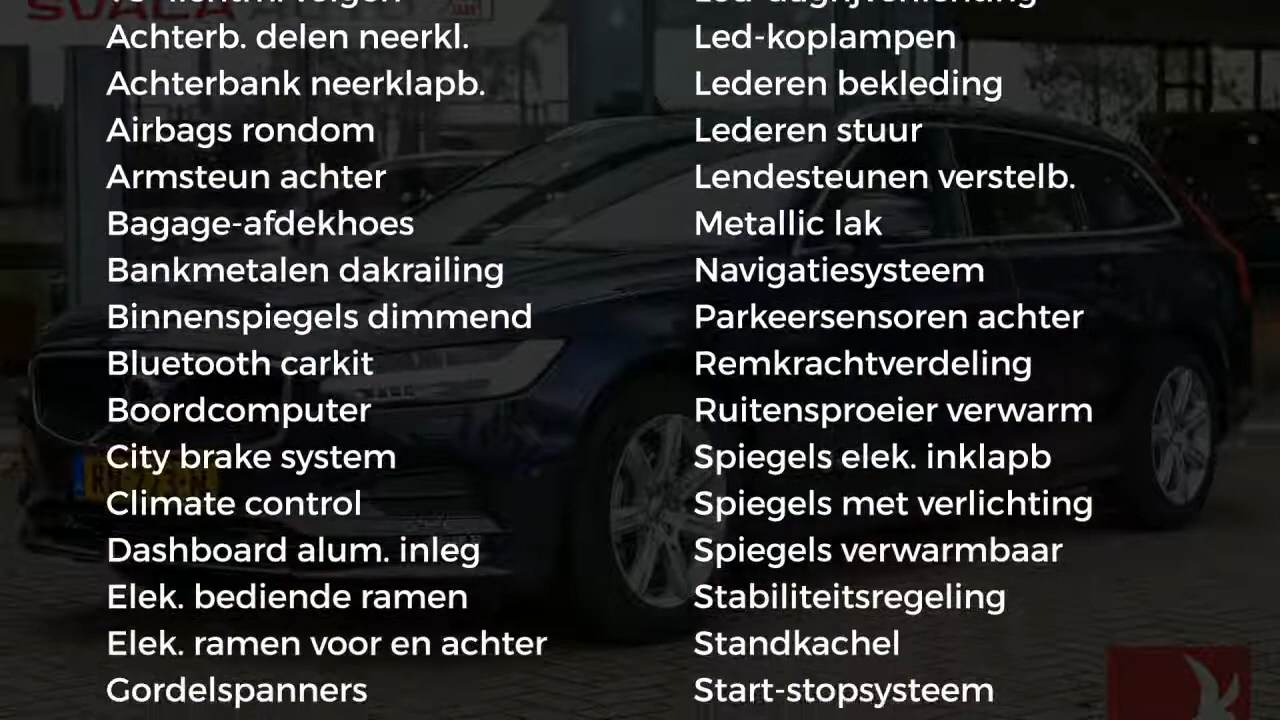 Achterb. delen neerkl.
Achterbank neerklapb.
Airbags rondom
Armsteun achter
Bagage-afdekhoes
Bankmetalen dakrailing
Binnenspiegels dimmend
Bluetooth carkit
Boordcomputer
City brake system
Climate control
Dashboard alum. inleg
Elek. bediende ramen
Elek. ramen voor en achter
Gordelspanners
Led-koplampen
Lederen bekleding
Lederen stuur
Lendesteunen verstelb.
Metallic lak
Navigatiesysteem
Parkeersensoren achter
Remkrachtverdeling
Ruitensproeier verwarm
Spiegels elek. inklapb
Spiegels met verlichting
Spiegels verwarmbaar
Stabiliteitsregeling
Standkachel
Start-stopsysteem